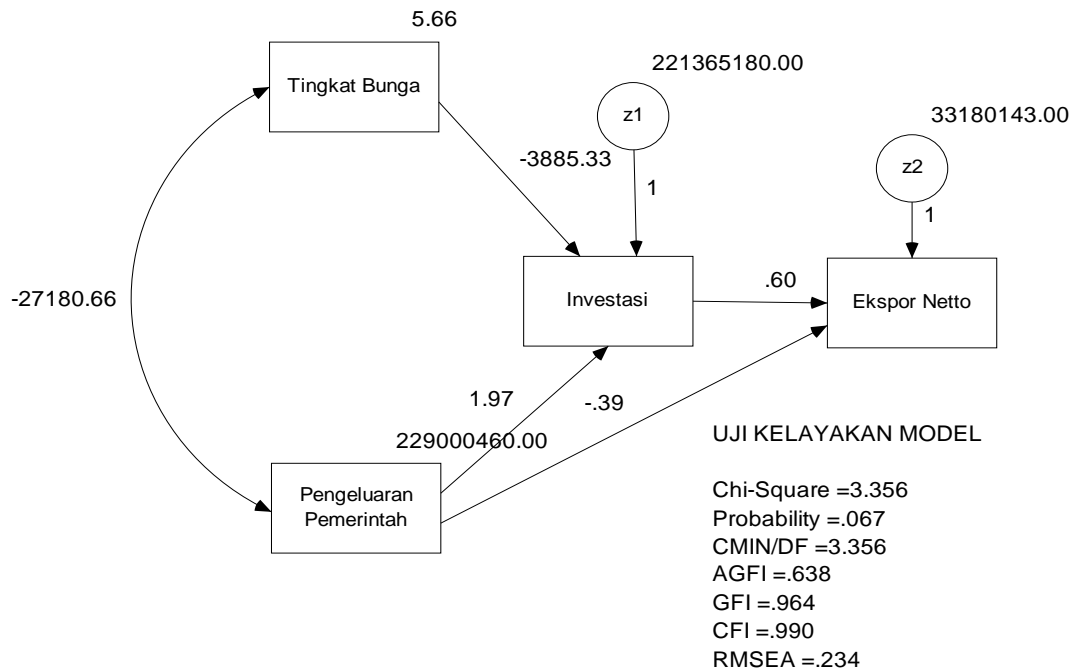 5.66
Tingkat Bunga
221365180.00
z1
33180143.00
z2
-3885.33
1
1
-27180.66
Investasi
.60
Ekspor Netto
1.97
-.39
229000460.00
Pengeluaran
Pemerintah
UJI KELAYAKAN MODEL
Chi-Square =3.356
Probability =.067
CMIN/DF =3.356
AGFI =.638
GFI =.964
CFI =.990
RMSEA =.234